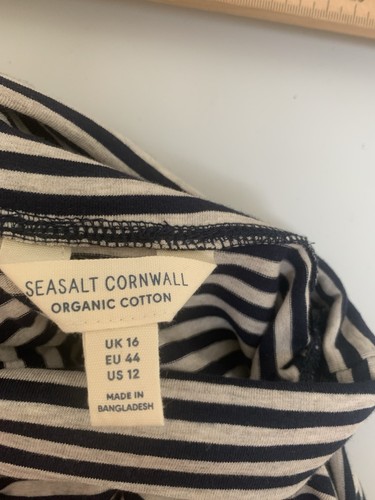 SEASALT CORNWALL
ORGANIC COTTON
UK 16
EU 44
US 12
MADE IN
BANGLADESH